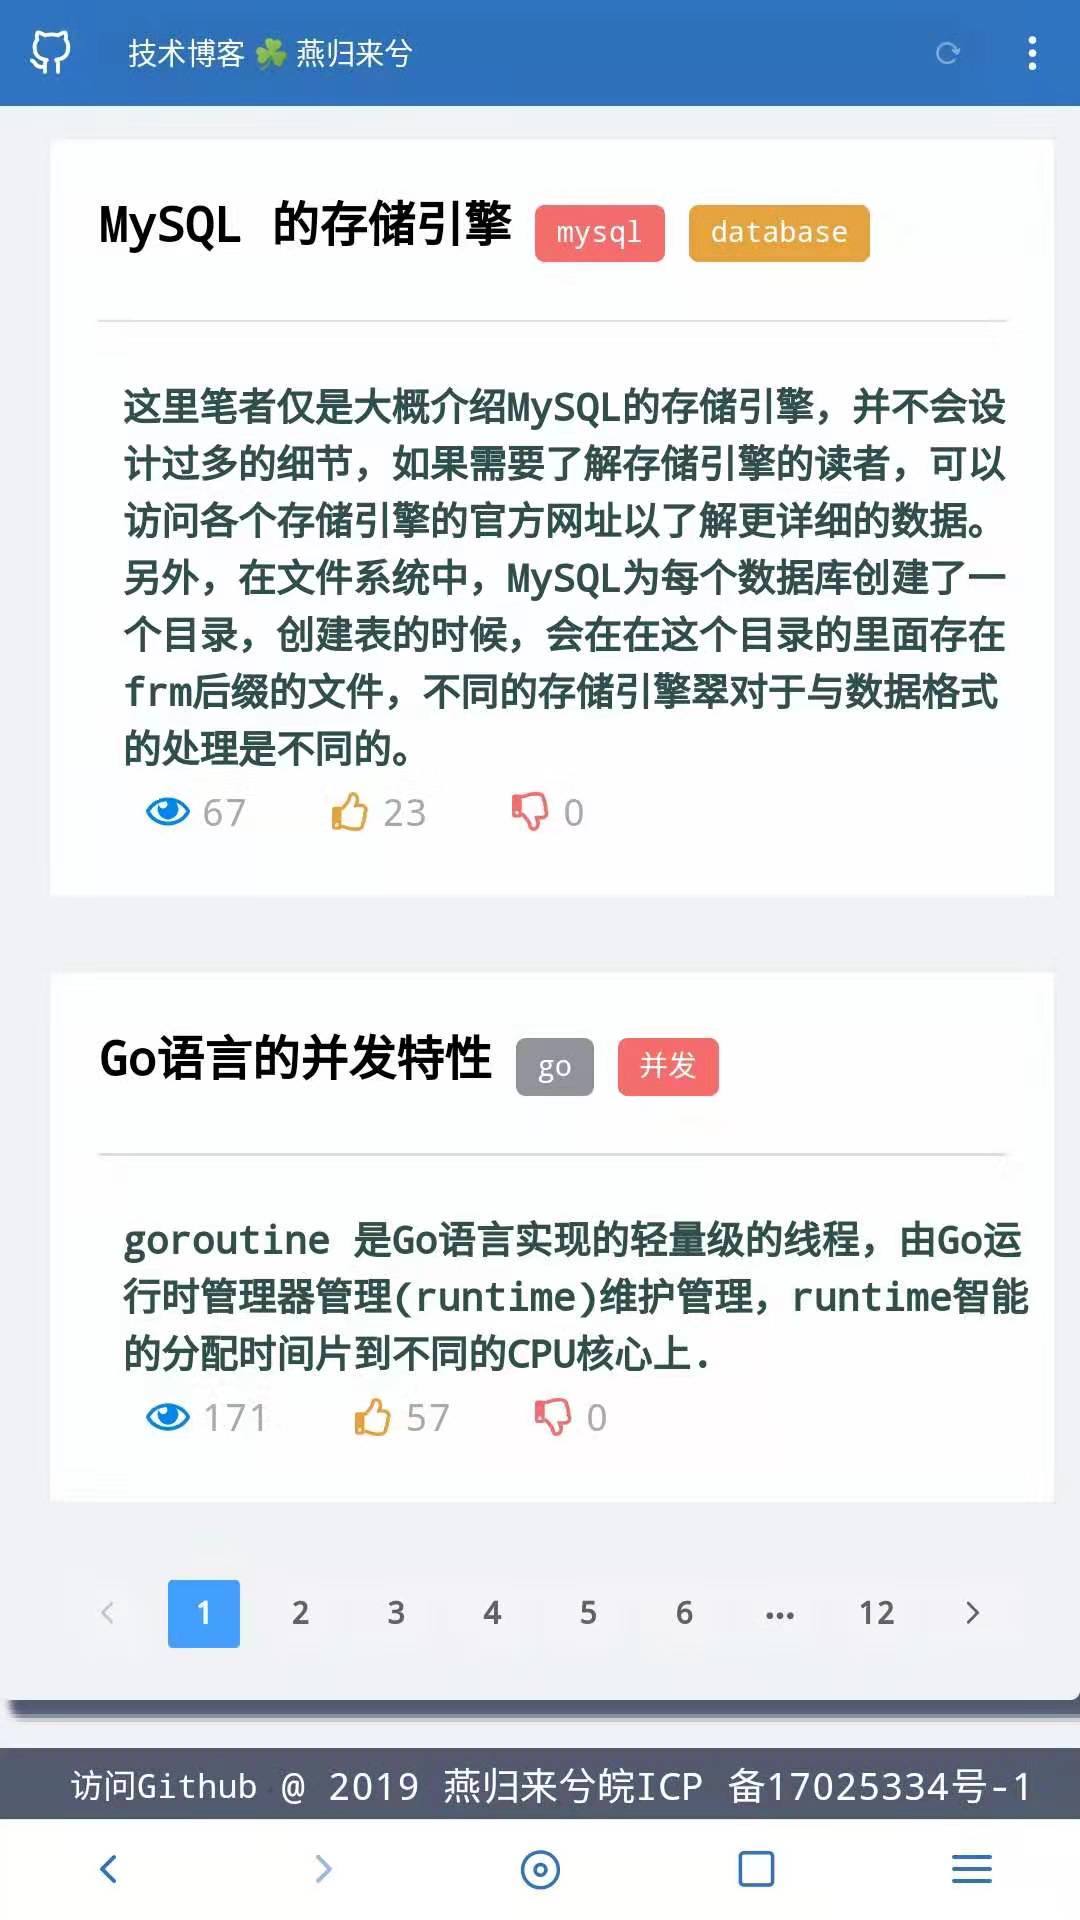 技术博客 ☘️ 燕归来兮
MySQL 的存储引擎 mysql database
这里笔者仅是大概介绍MySQL的存储引擎，并不会设
计过多的细节，如果需要了解存储引擎的读者，可以
访问各个存储引擎的官方网址以了解更详细的数据。
另外，在文件系统中，MySQL为每个数据库创建了一
个目录，创建表的时候，会在在这个目录的里面存在
frm后缀的文件，不同的存储引擎翠对于与数据格式
的处理是不同的。
67 23 0
Go语言的并发特性 go 并发
goroutine 是Go语言实现的轻量级的线程，由Go运
行时管理器管理(runtime)维护管理，runtime智能
的分配时间片到不同的CPU核心上.
171 57 0
1 2 3 4 5 6 ••• 12
访问Github @ 2019 燕归来兮皖ICP 备17025334号-1